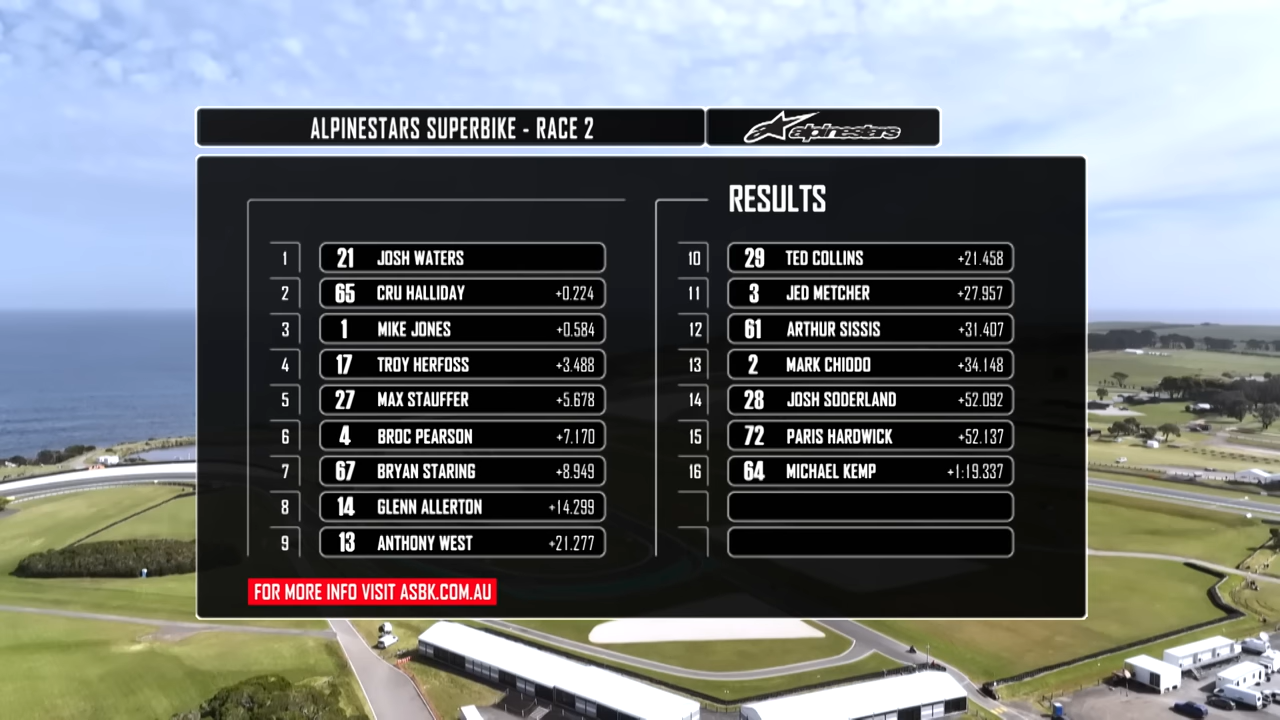 ALPINESTARS SUPERBIKE - RACE 2
alpinestars
RESULTS
1 21 JOSH WATERS
2 65 CRU HALLIDAY +0.224
3 1 MIKE JONES +0.584
4 17 TROY HERFOSS +3.488
5 27 MAX STAUFFER +5.678
6 4 BROC PEARSON +7.170
7 67 BRYAN STARING +8.949
8 14 GLENN ALLERTON +14.299
9 13 ANTHONY WEST +21.277
10 29 TED COLLINS +21.458
11 3 JED METCHER +27.957
12 61 ARTHUR SISSIS +31.407
13 2 MARK CHIODO +34.148
14 28 JOSH SODERLAND +52.092
15 72 PARIS HARDWICK +52.137
16 64 MICHAEL KEMP +1:19.337
FOR MORE INFO VISIT ASBK.COM.AU